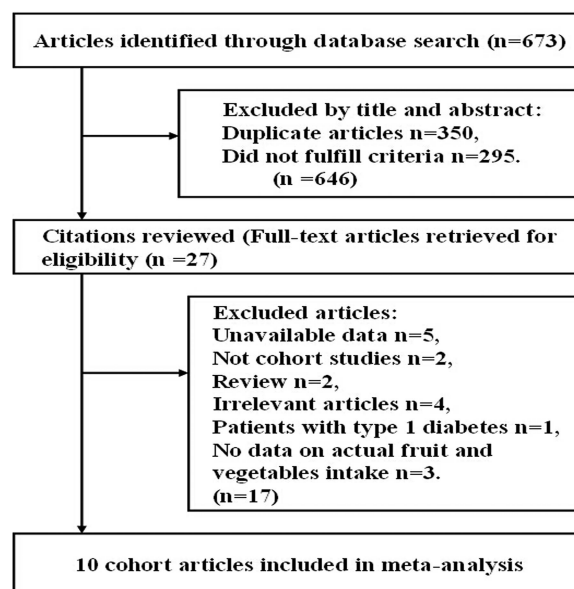 Articles identified through database search (n=673)
Excluded by title and abstract:
Duplicate articles n=350,
Did not fulfill criteria n=295.
(n =646)
Citations reviewed (Full-text articles retrieved for
eligibility (n =27)
Excluded articles:
Unavailable data n=5,
Not cohort studies n=2,
Review n=2,
Irrelevant articles n=4,
Patients with type 1 diabetes n=1,
No data on actual fruit and
vegetables intake n=3.
(n=17)
10 cohort articles included in meta-analysis